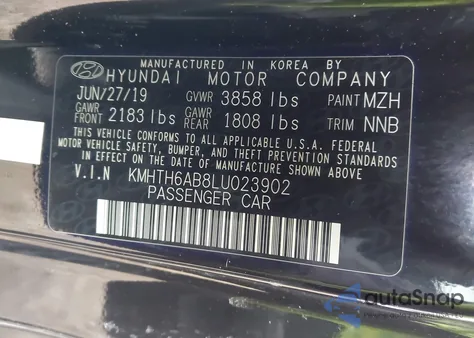 MANUFACTURED IN KOREA BY
HYUNDAI MOTOR COMPANY
JUN/27/19 GVWR 3858 lbs PAINT MZH
GAWR FRONT 2183 lbs GAWR REAR 1808 lbs TRIM NNB
THIS VEHICLE CONFORMS TO ALL APPLICABLE U.S.A. FEDERAL
MOTOR VEHICLE SAFETY, BUMPER, AND THEFT PREVENTION
STANDARDS IN EFFECT ON THE DATE OF MANUFACTURE SHOWN ABOVE.
V.I.N KMHTH6AB8LU023902
PASSENGER CAR
autoSnap
by Carketa